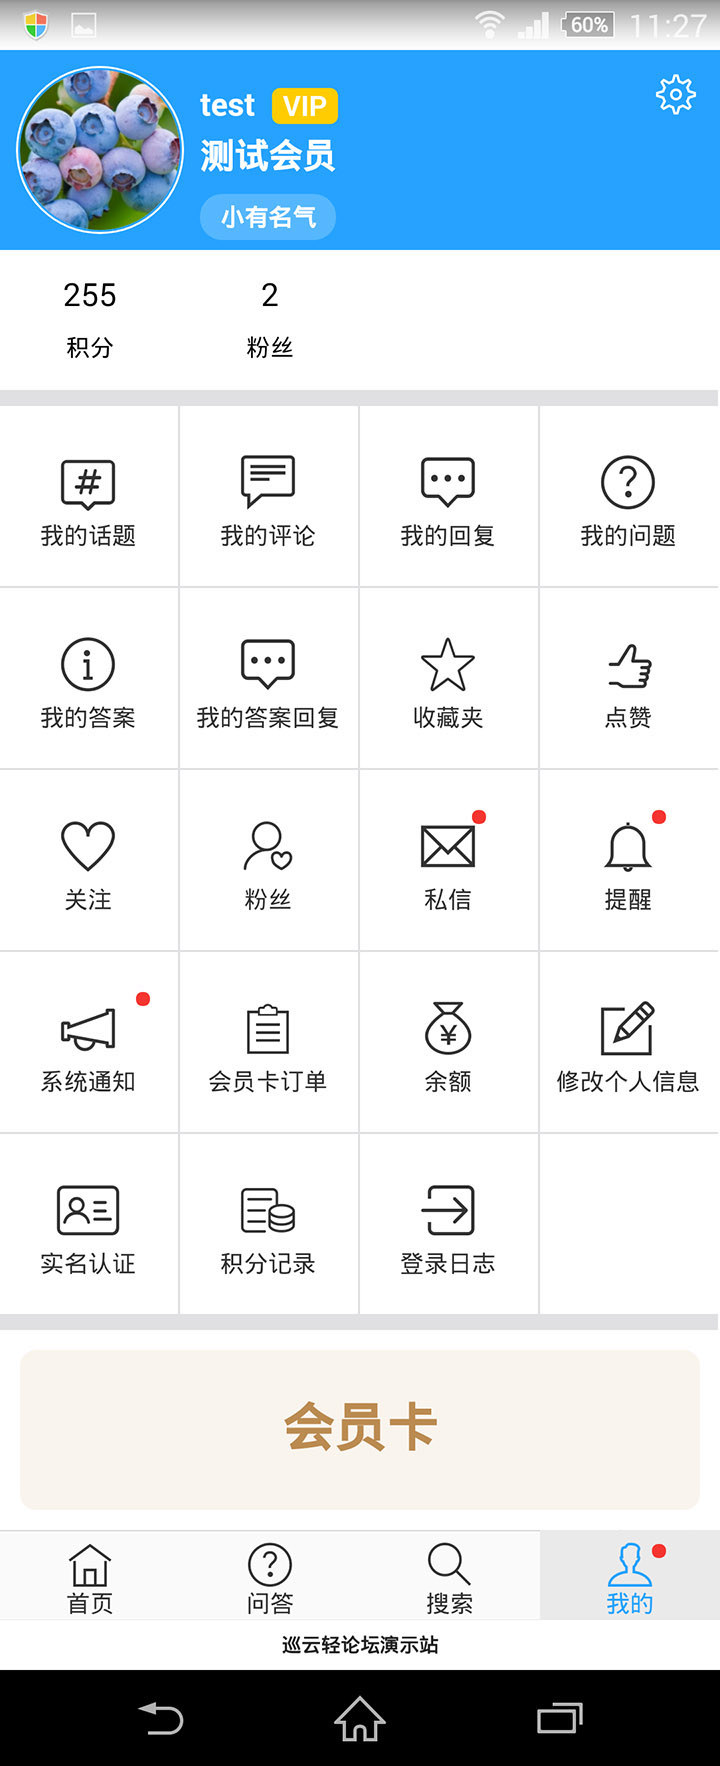 60% 11:27
test VIP
测试会员
小有名气
255 2
积分 粉丝
我的话题 我的评论 我的回复 我的问题
我的答案 我的答案回复 收藏夹 点赞
关注 粉丝 私信 提醒
系统通知 会员卡订单 余额 修改个人信息
实名认证 积分记录 登录日志
会员卡
首页 问答 搜索 我的
巡云轻论坛演示站